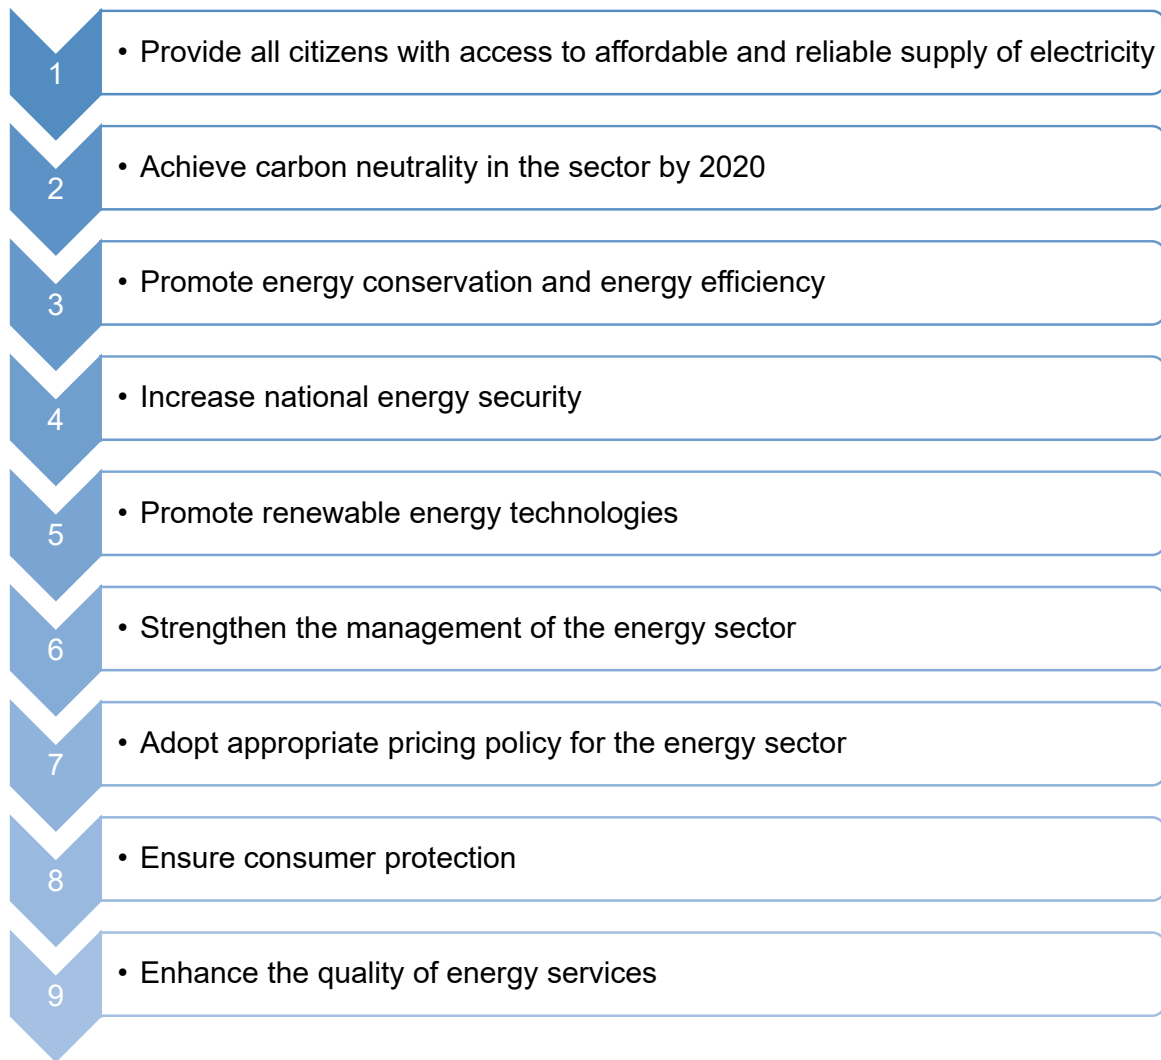 1
• Provide all citizens with access to affordable and reliable supply of electricity
2
• Achieve carbon neutrality in the sector by 2020
3
• Promote energy conservation and energy efficiency
4
• Increase national energy security
5
• Promote renewable energy technologies
6
• Strengthen the management of the energy sector
7
• Adopt appropriate pricing policy for the energy sector
8
• Ensure consumer protection
9
• Enhance the quality of energy services